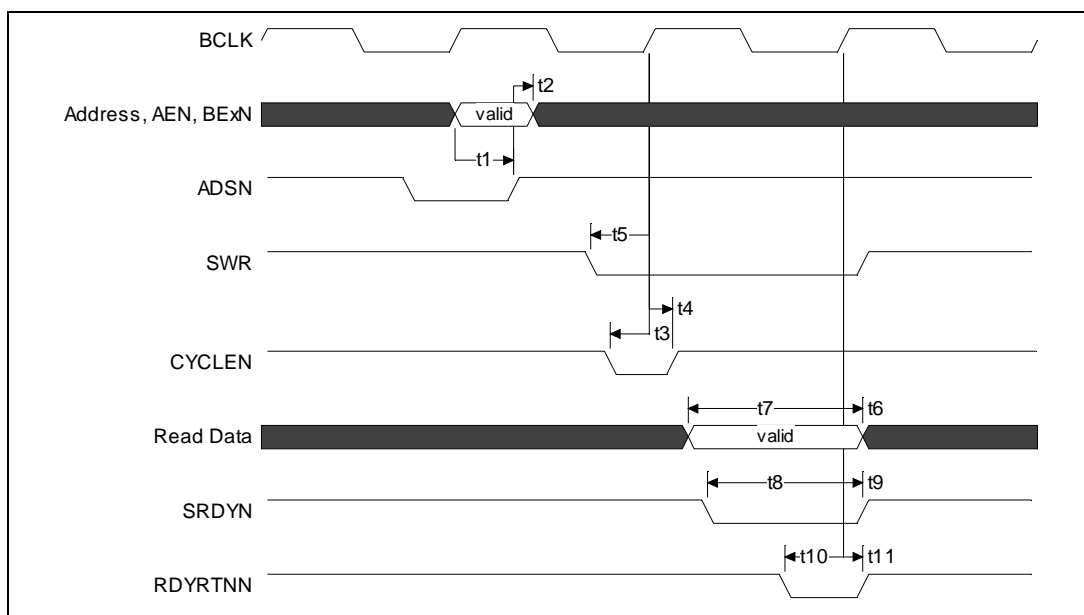 BCLK
t2
Address, AEN, BExN
valid
t1
ADSN
t5
SWR
t4
t3
CYCLEN
t7
t6
Read Data
valid
t8
t9
SRDYN
t10
t11
RDYRTNN